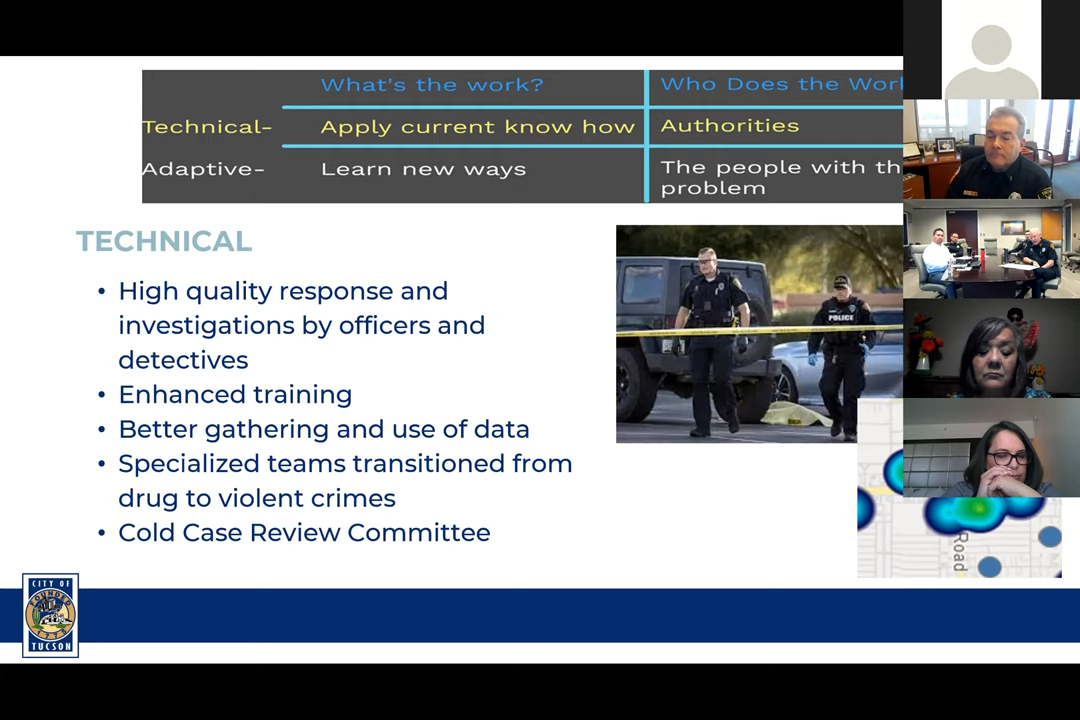 What's the work?
Who Does the Work
Technical-
Apply current know how
Authorities
Adaptive-
Learn new ways
The people with th
problem
TECHNICAL
• High quality response and
investigations by officers and
detectives
• Enhanced training
• Better gathering and use of data
• Specialized teams transitioned from
drug to violent crimes
• Cold Case Review Committee
POLICE
Road
CITY OF
FOUNDED
1775
TUCSON